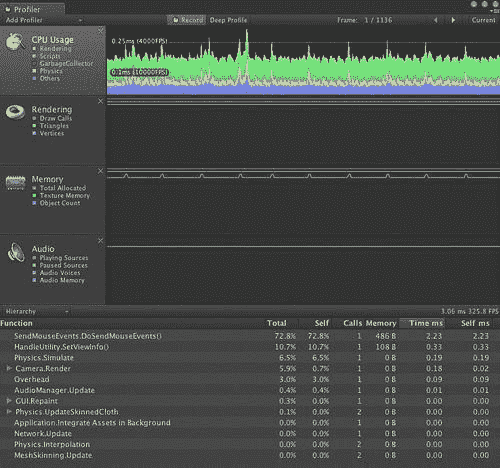 Profiler
Add Profiler Record Deep Profile Frame: 1 / 1136 Current
CPU Usage
Rendering
Scripts
GarbageCollector
Physics
Others
0.25ms (4000FPS)
0.1ms (10000FPS)
Rendering
Draw Calls
Triangles
Vertices
Memory
Total Allocated
Texture Memory
Object Count
Audio
Playing Sources
Paused Sources
Audio Voices
Audio Memory
Hierarchy 3.06 ms 325.8 FPS
Function Total Self Calls Memory Time ms Self ms
SendMouseEvents.DoSendMouseEvents() 72.8% 72.8% 1 486 B 2.23 2.23
HandleUtility.SetViewInfo() 10.7% 10.7% 1 108 B 0.33 0.33
Physics.Simulate 6.5% 6.5% 1 0 B 0.20 0.20
Camera.Render 5.9% 0.7% 1 0 B 0.18 0.02
Overhead 3.0% 3.0% 1 0 B 0.09 0.09
AudioManager.Update 0.4% 0.4% 1 0 B 0.01 0.01
GUI.Repaint 0.3% 0.0% 1 0 B 0.00 0.00
Physics.UpdateSkinnedCloth 0.1% 0.0% 2 0 B 0.00 0.00
Application.Integrate Assets in Background 0.0% 0.0% 1 0 B 0.00 0.00
Network.Update 0.0% 0.0% 1 0 B 0.00 0.00
Physics.Interpolation 0.0% 0.0% 2 0 B 0.00 0.00
MeshSkinning.Update 0.0% 0.0% 2 0 B 0.00 0.00